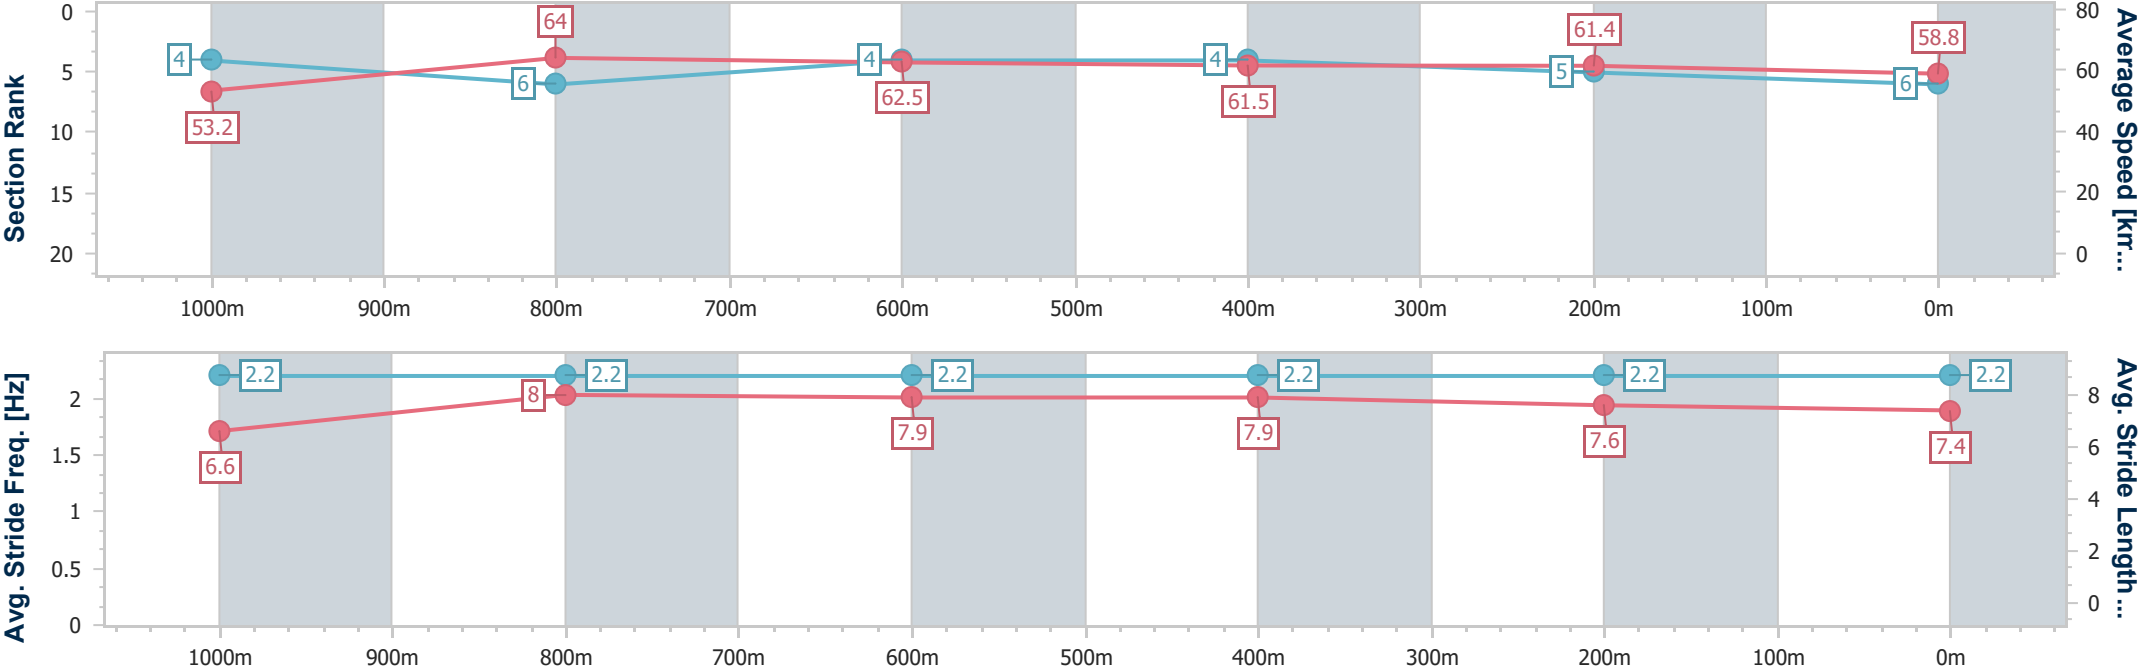 Section Rank
0
5
10
15
20
4
6
4
4
5
6
53.2
64
62.5
61.5
61.4
58.8
80
60
40
20
0
Average Speed [km...
1000m
900m
800m
700m
600m
500m
400m
300m
200m
100m
0m
Avg. Stride Freq. [Hz]
2
1.5
1
0.5
0
2.2
2.2
2.2
2.2
2.2
2.2
6.6
8
7.9
7.9
7.6
7.4
8
6
4
2
0
Avg. Stride Length ...
1000m
900m
800m
700m
600m
500m
400m
300m
200m
100m
0m